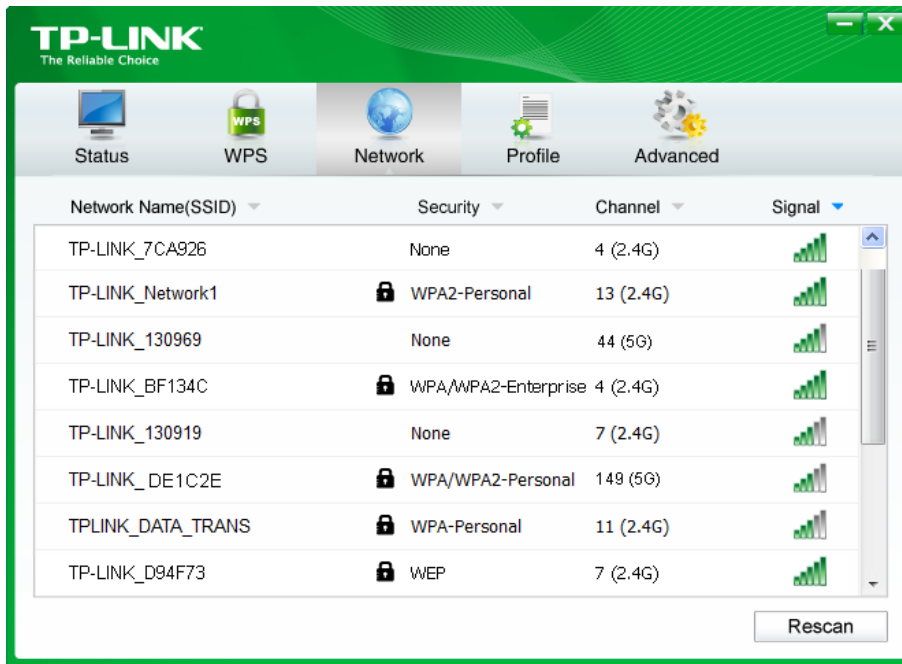 TP-LINK
The Reliable Choice
Status WPS Network Profile Advanced
WPS
Network Name(SSID) Security Channel Signal
TP-LINK_7CA926 None 4 (2.4G)
TP-LINK_Network1 WPA2-Personal 13 (2.4G)
TP-LINK_130969 None 44 (5G)
TP-LINK_BF134C WPA/WPA2-Enterprise 4 (2.4G)
TP-LINK_130919 None 7 (2.4G)
TP-LINK_DE1C2E WPA/WPA2-Personal 149 (5G)
TPLINK_DATA_TRANS WPA-Personal 11 (2.4G)
TP-LINK_D94F73 WEP 7 (2.4G)
Rescan